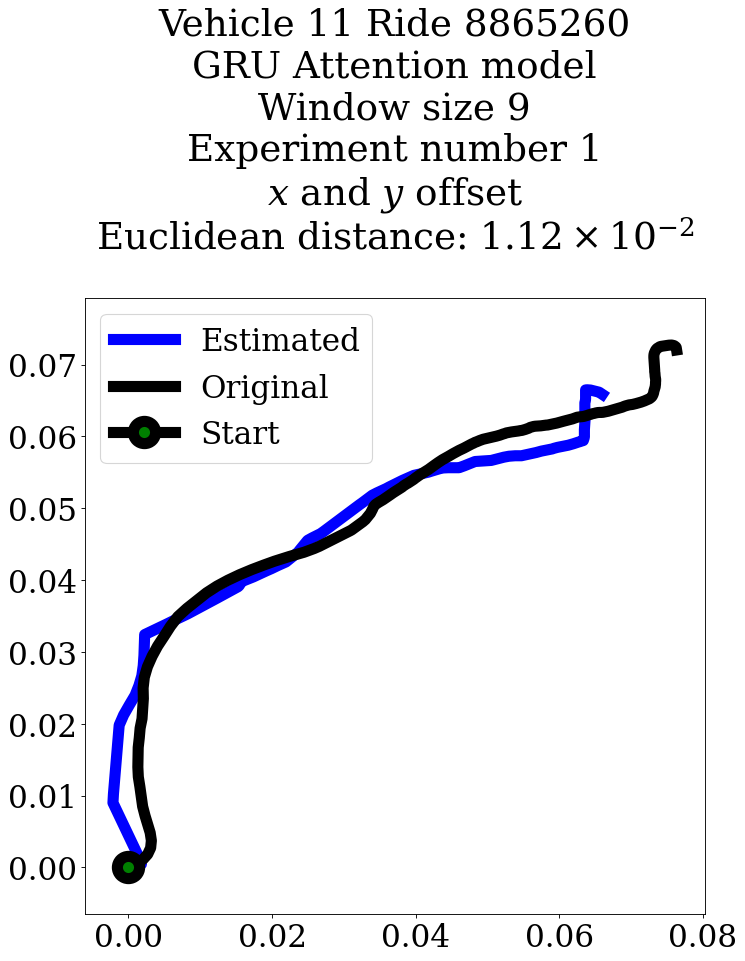 Vehicle 11 Ride 8865260
GRU Attention model
Window size 9
Experiment number 1
x and y offset
Euclidean distance: 1.12 × 10⁻²
Estimated
Original
Start
0.07
0.06
0.05
0.04
0.03
0.02
0.01
0.00
0.00 0.02 0.04 0.06 0.08